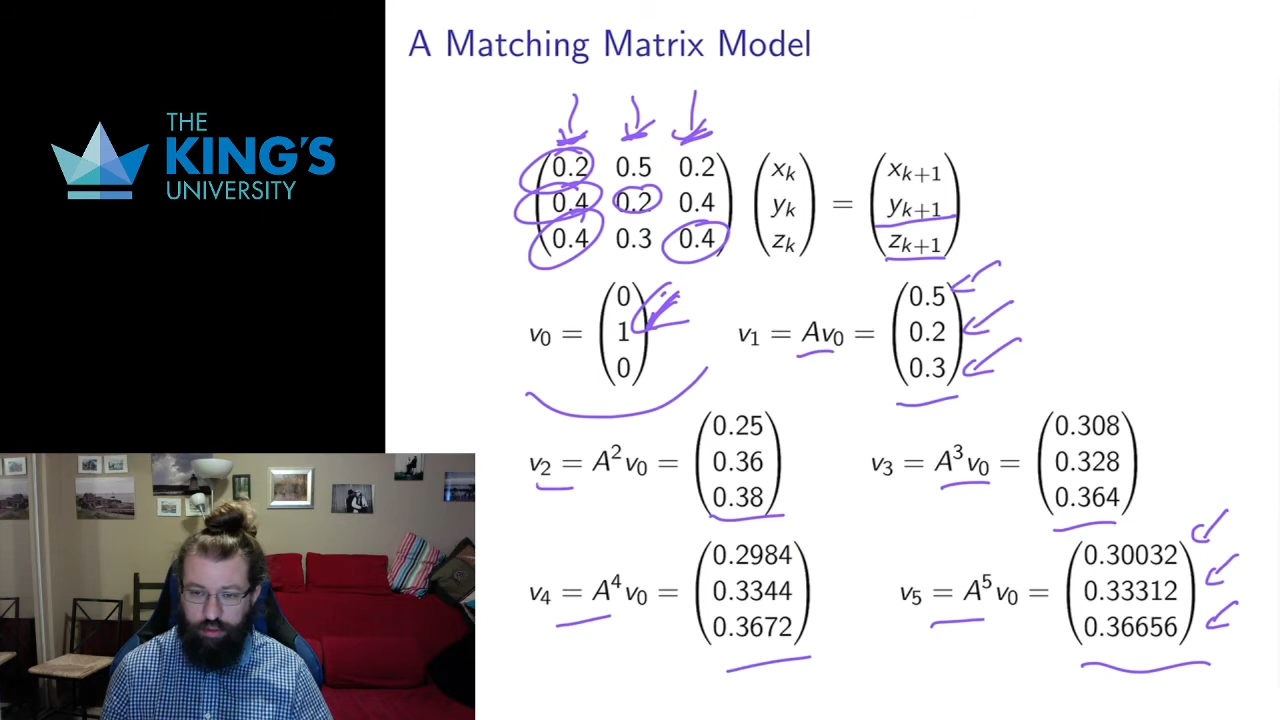 THE
KING'S
UNIVERSITY
A Matching Matrix Model
(0.2 0.5 0.2) (x_k) (x_{k+1})
(0.4 0.2 0.4) (y_k) = (y_{k+1})
(0.4 0.3 0.4) (z_k) (z_{k+1})
v_0 = (0 1 0) v_1 = Av_0 = (0.5 0.2 0.3)
v_2 = A^2 v_0 = (0.25 0.36 0.38) v_3 = A^3 v_0 = (0.308 0.328 0.364)
v_4 = A^4 v_0 = (0.2984 0.3344 0.3672) v_5 = A^5 v_0 = (0.30032 0.33312 0.36656)